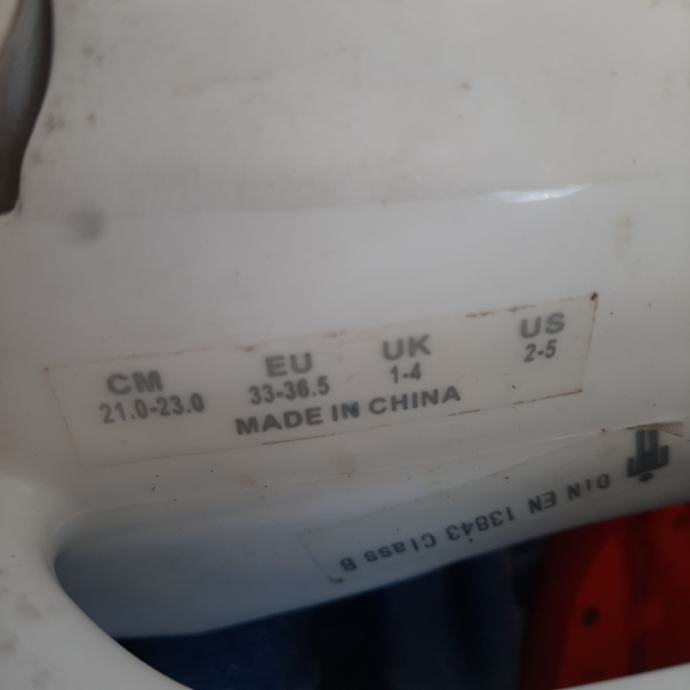 CM EU UK US
21.0-23.0 33-36.5 1-4 2-5
MADE IN CHINA
DIN EN 13843 Class B